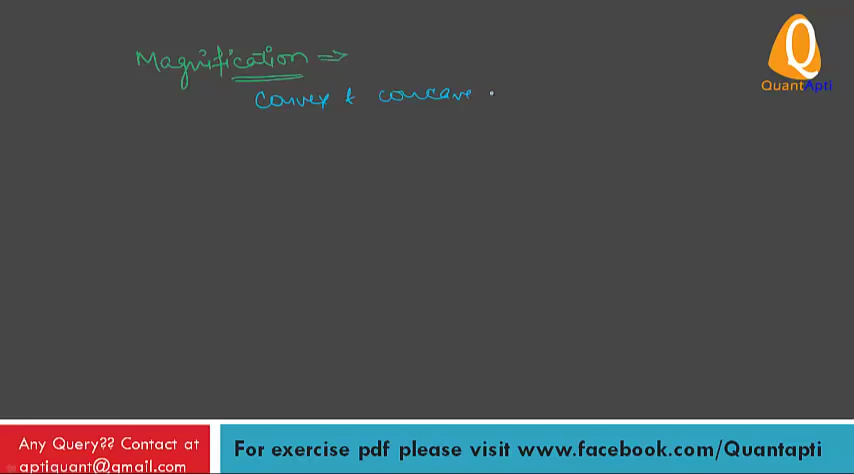 Magnification ⇒
Convex & concave
Q
QuantApti
Any Query?? Contact at
aptiquant@gmail.com
For exercise pdf please visit www.facebook.com/Quantapti